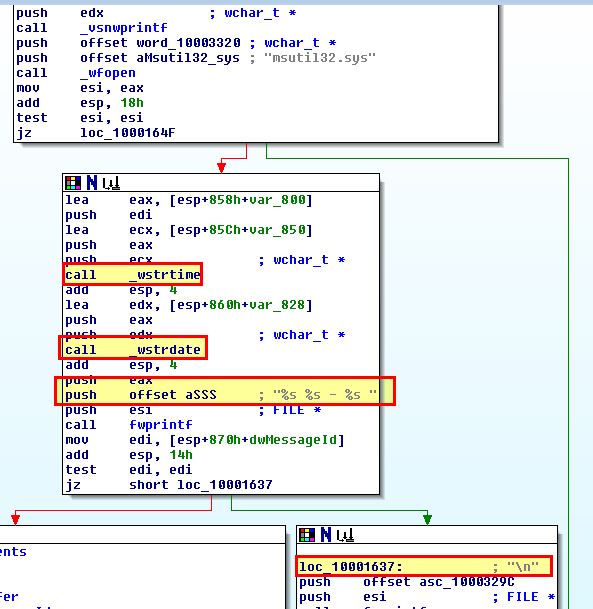 push edx ; wchar_t *
call _vsnwprintf
push offset word_10003320 ; wchar_t *
push offset aMsutil32_sys ; "msutil32.sys"
call _wfopen
mov esi, eax
add esp, 18h
test esi, esi
jz loc_1000164F
N
lea eax, [esp+858h+var_800]
push edi
lea ecx, [esp+85Ch+var_850]
push eax
push ecx ; wchar_t *
call _wstrtime
add esp, 4
lea edx, [esp+860h+var_828]
push eax
push edx ; wchar_t *
call _wstrdate
add esp, 4
push eax
push offset aSSS ; "%s %s - %s "
push esi ; FILE *
call fwprintf
mov edi, [esp+870h+dwMessageId]
add esp, 14h
test edi, edi
jz short loc_10001637
ents
fer
N
loc_10001637: ; "\n"
push offset asc_1000329C
push esi ; FILE *